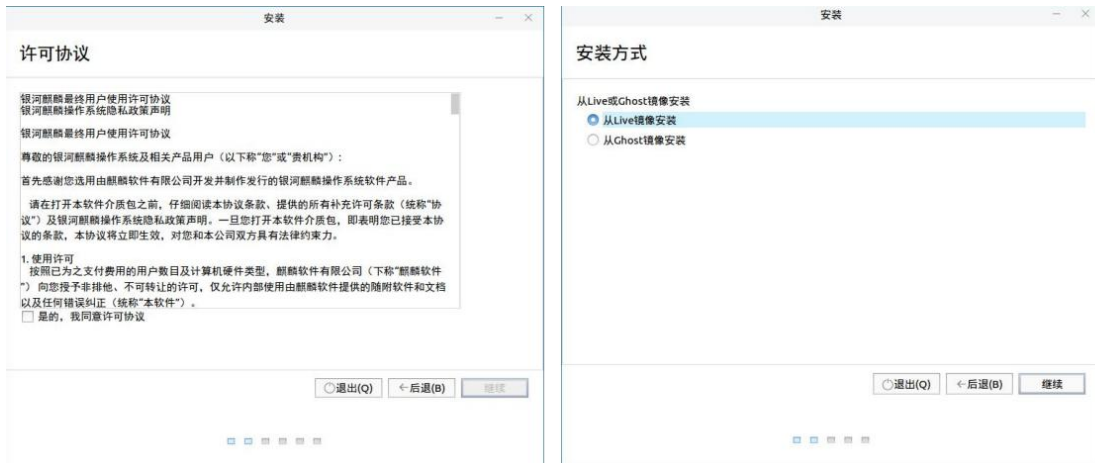 安装
许可协议
银河麒麟最终用户使用许可协议
银河麒麟操作系统隐私政策声明
银河麒麟最终用户使用许可协议
尊敬的银河麒麟操作系统及相关产品用户（以下称“您”或“贵机构”）：
首先感谢您选用由麒麟软件有限公司开发并制作发行的银河麒麟操作系统软件产品。
请在打开本软件介质包之前，仔细阅读本协议条款、提供的所有补充许可条款（统称“协
议”）及银河麒麟操作系统隐私政策声明。一旦您打开本软件介质包，即表明您已接受本协
议的条款，本协议将立即生效，对您和本公司双方具有法律约束力。
1. 使用许可
按照已为之支付费用的用户数目及计算机硬件类型，麒麟软件有限公司（下称“麒麟软件
”）向您授予非排他、不可转让的许可，仅允许内部使用由麒麟软件提供的随附软件和文档
以及任何错误纠正（统称“本软件”）。
是的，我同意许可协议
退出(Q)
←后退(B)
继续
安装
安装方式
从Live或Ghost镜像安装
从Live镜像安装
从Ghost镜像安装
退出(Q)
←后退(B)
继续